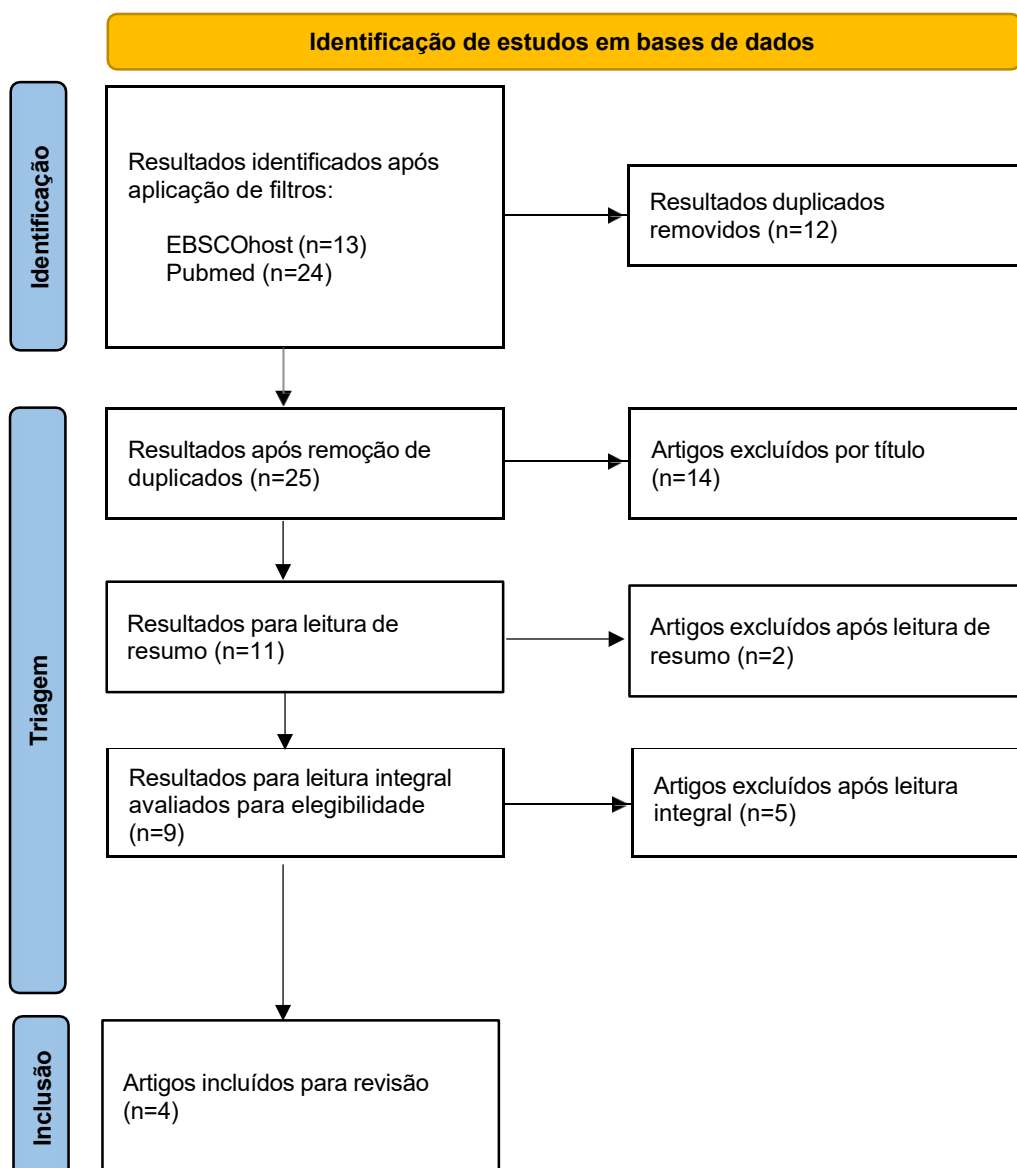 Identificação de estudos em bases de dados
Identificação
Resultados identificados após
aplicação de filtros:
EBSCOhost (n=13)
Pubmed (n=24)
Resultados duplicados
removidos (n=12)
Triagem
Resultados após remoção de
duplicados (n=25)
Artigos excluídos por título
(n=14)
Resultados para leitura de
resumo (n=11)
Artigos excluídos após leitura de
resumo (n=2)
Resultados para leitura integral
avaliados para elegibilidade
(n=9)
Artigos excluídos após leitura
integral (n=5)
Inclusão
Artigos incluídos para revisão
(n=4)